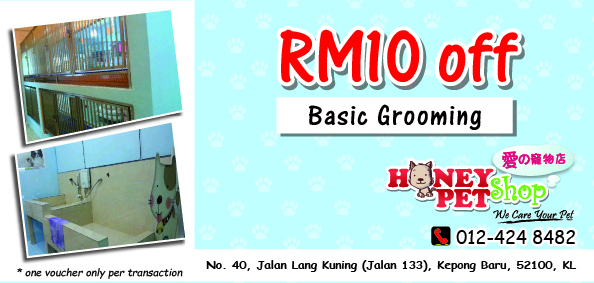 RM10 off
Basic Grooming
愛の寵物店
HONEY
PET Shop
We Care Your Pet
012-424 8482
* one voucher only per transaction
No. 40, Jalan Lang Kuning (Jalan 133), Kepong Baru, 52100, KL